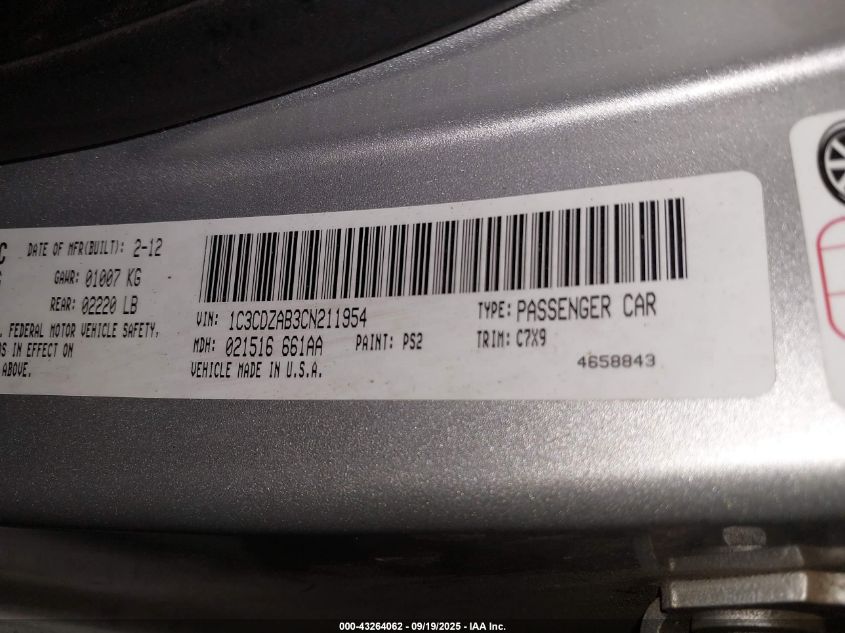 C DATE OF MFR(BUILT): 2-12
G GAWR: 01007 KG
REAR: 02220 LB
VIN: 1C3CDZAB3CN211954 TYPE: PASSENGER CAR
. FEDERAL MOTOR VEHICLE SAFETY,
MDH: 021516 661AA PAINT: PS2 TRIM: C7X9
DS IN EFFECT ON
VEHICLE MADE IN U.S.A. 4658843
ABOVE.
000-43264062 - 09/19/2025 - IAA Inc.